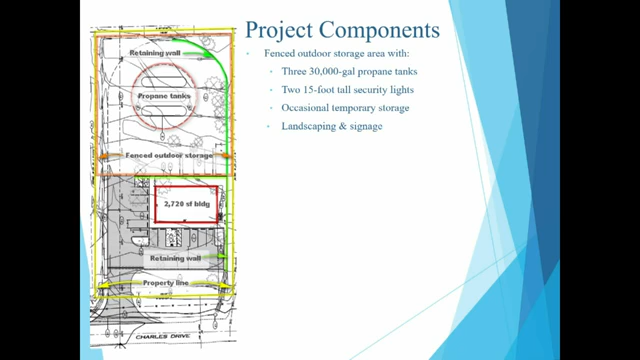 Project Components
Fenced outdoor storage area with:
Three 30,000-gal propane tanks
Two 15-foot tall security lights
Occasional temporary storage
Landscaping & signage
Retaining wall
Propane tanks
Fenced outdoor storage
2,720 sf bldg
Retaining wall
Property line
CHARLES DRIVE